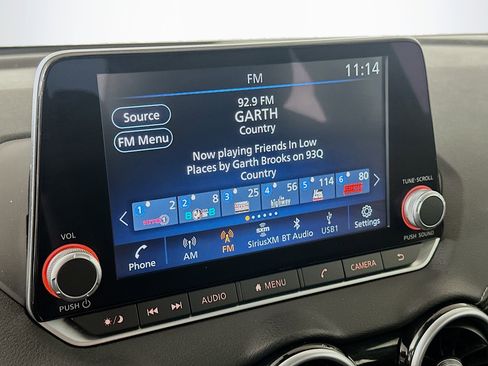 FM
11:14
92.9 FM
Source
GARTH
Country
FM Menu
Now playing Friends In Low
Places by Garth Brooks on 93Q
Country
1 2
2 8
3 25
4 56
5 114
6 80
highway
TUNE·SCROLL
VOL
Phone
AM
FM
sxm
SiriusXM
BT Audio
USB1
Settings
PUSH
PUSH SOUND
AUDIO
MENU
CAMERA